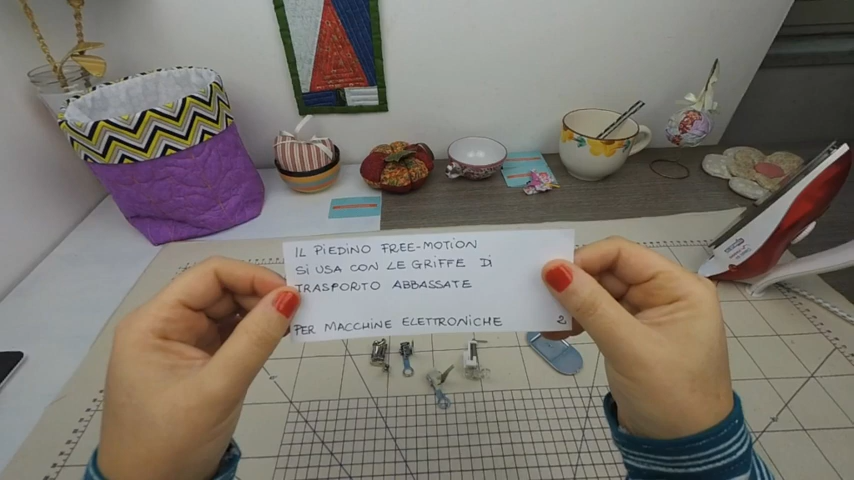 IL PIEDINO FREE-MOTION
SI USA CON LE GRIFFE DI
TRASPORTO ABBASSATE
PER MACCHINE ELETTRONICHE
2